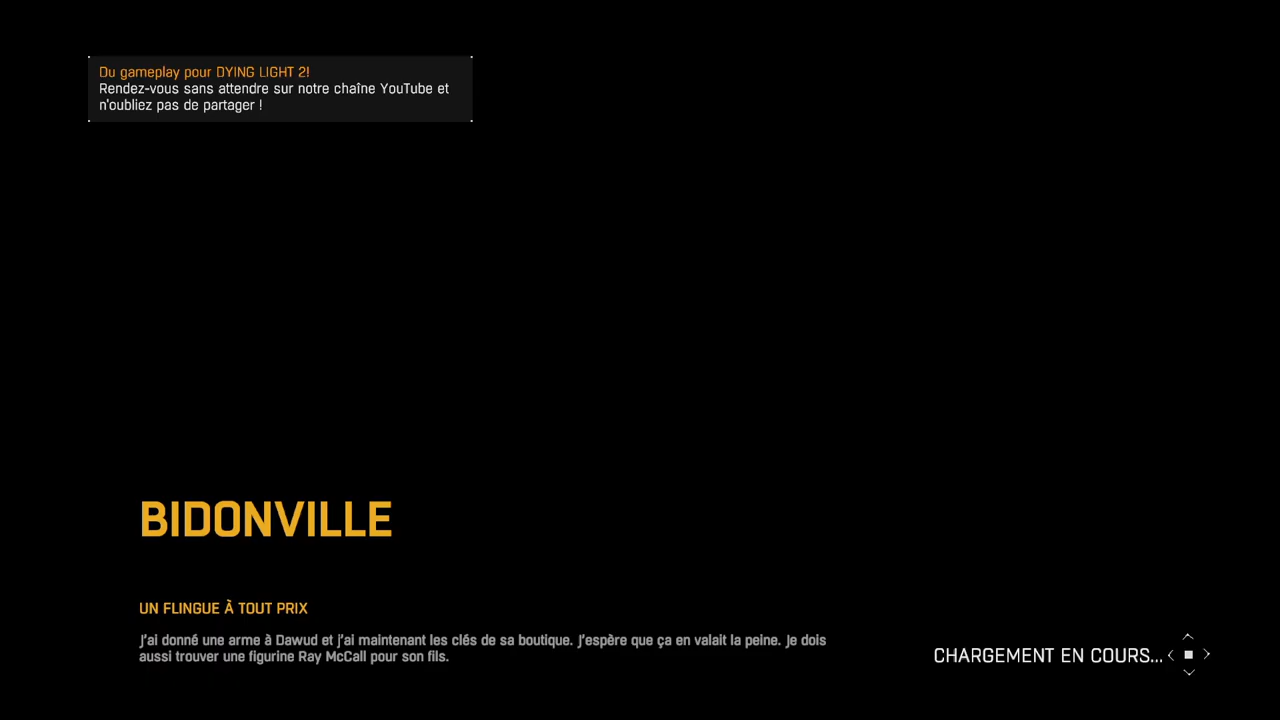 Du gameplay pour DYING LIGHT 2!
Rendez-vous sans attendre sur notre chaîne YouTube et
n'oubliez pas de partager !
BIDONVILLE
UN FLINGUE À TOUT PRIX
J'ai donné une arme à Dawud et j'ai maintenant les clés de sa boutique. J'espère que ça en valait la peine. Je dois
aussi trouver une figurine Ray McCall pour son fils.
CHARGEMENT EN COURS...